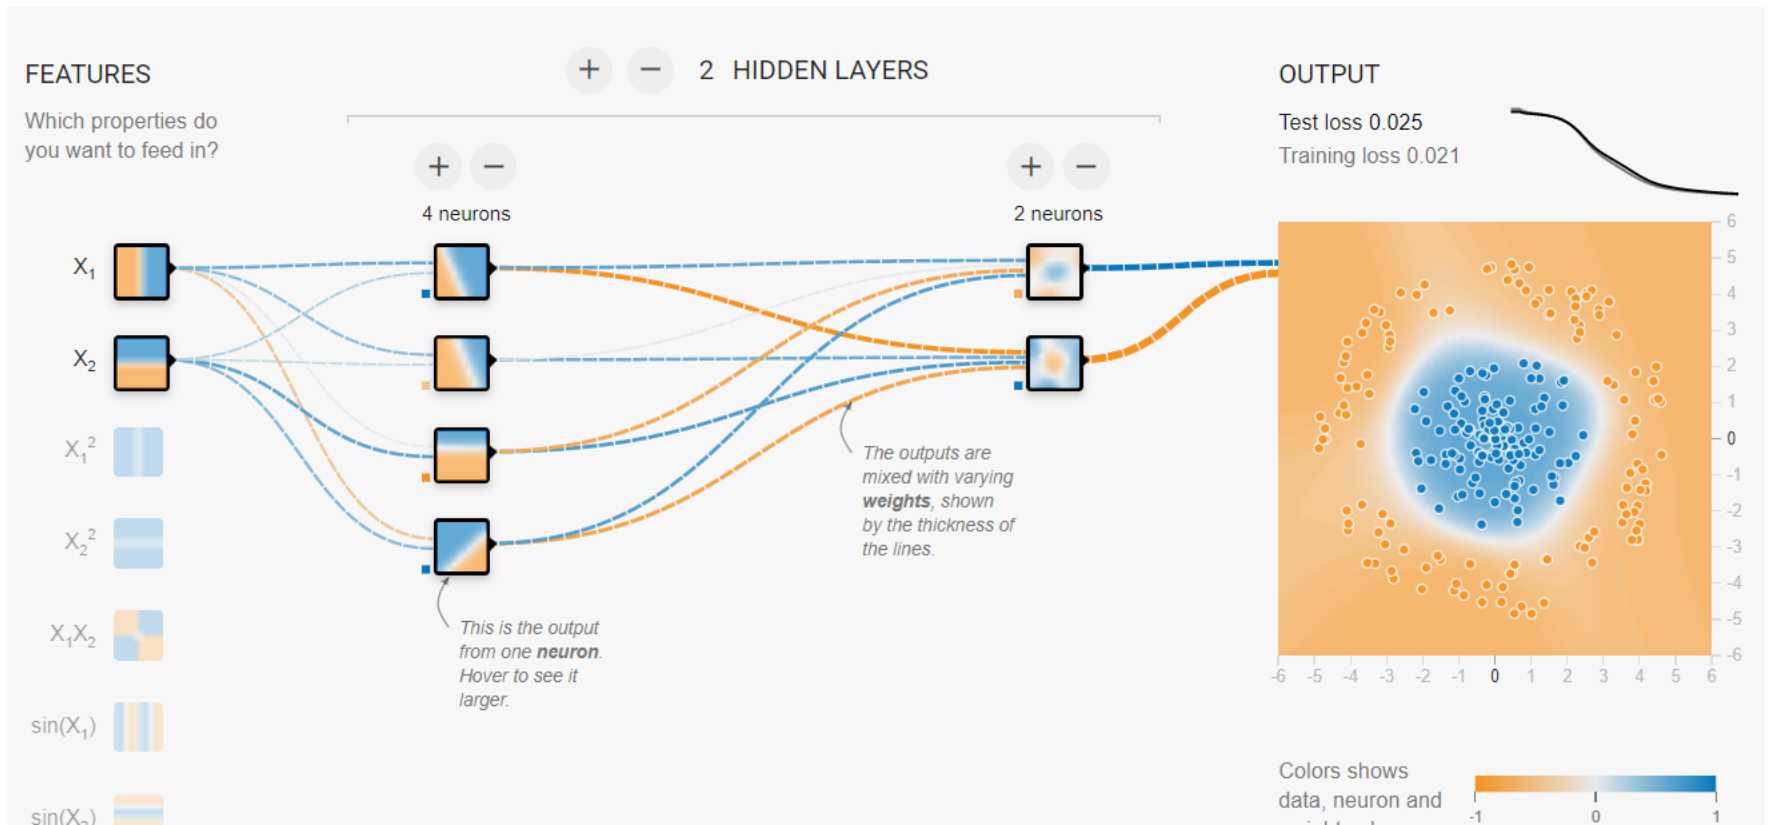 FEATURES
Which properties do
you want to feed in?
+ − 2 HIDDEN LAYERS
+ −
4 neurons
+ −
2 neurons
X₁
X₂
X₁²
X₂²
X₁X₂
sin(X₁)
sin(X₂)
This is the output
from one neuron.
Hover to see it
larger.
The outputs are
mixed with varying
weights, shown
by the thickness of
the lines.
OUTPUT
Test loss 0.025
Training loss 0.021
6
5
4
3
2
1
0
-1
-2
-3
-4
-5
-6
-6 -5 -4 -3 -2 -1 0 1 2 3 4 5 6
Colors shows
data, neuron and
-1 0 1